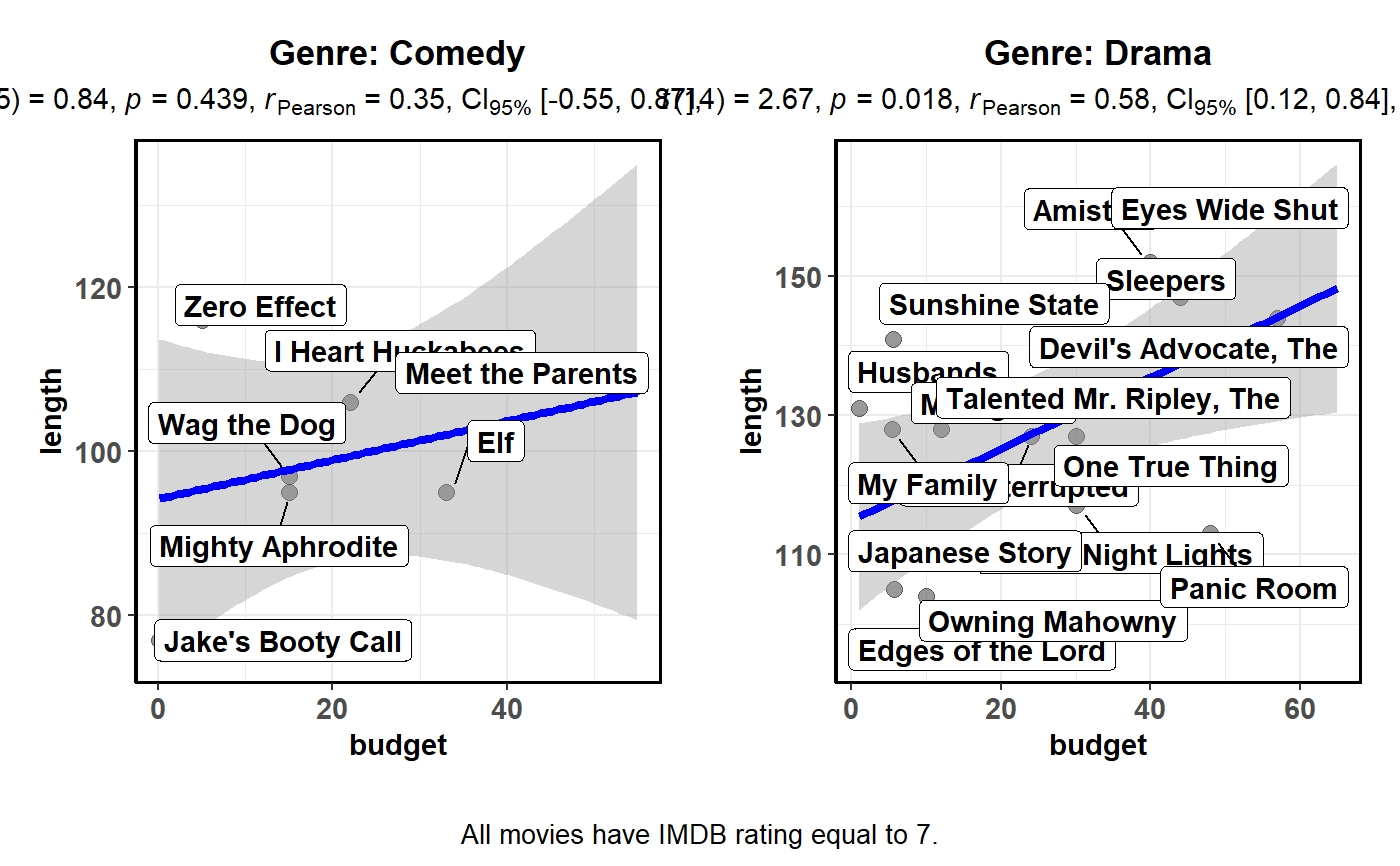 Genre: Comedy
5) = 0.84, p = 0.439, rPearson = 0.35, CI95% [-0.55, 0.87],
120
100
80
length
Zero Effect
I Heart Huckabees
Meet the Parents
Wag the Dog
Elf
Mighty Aphrodite
Jake's Booty Call
0 20 40
budget
Genre: Drama
t(14) = 2.67, p = 0.018, rPearson = 0.58, CI95% [0.12, 0.84],
150
130
110
length
Amist
Eyes Wide Shut
Sleepers
Sunshine State
Devil's Advocate, The
Husbands
M
Talented Mr. Ripley, The
One True Thing
My Family
terrupted
Japanese Story
Night Lights
Panic Room
Owning Mahowny
Edges of the Lord
0 20 40 60
budget
All movies have IMDB rating equal to 7.